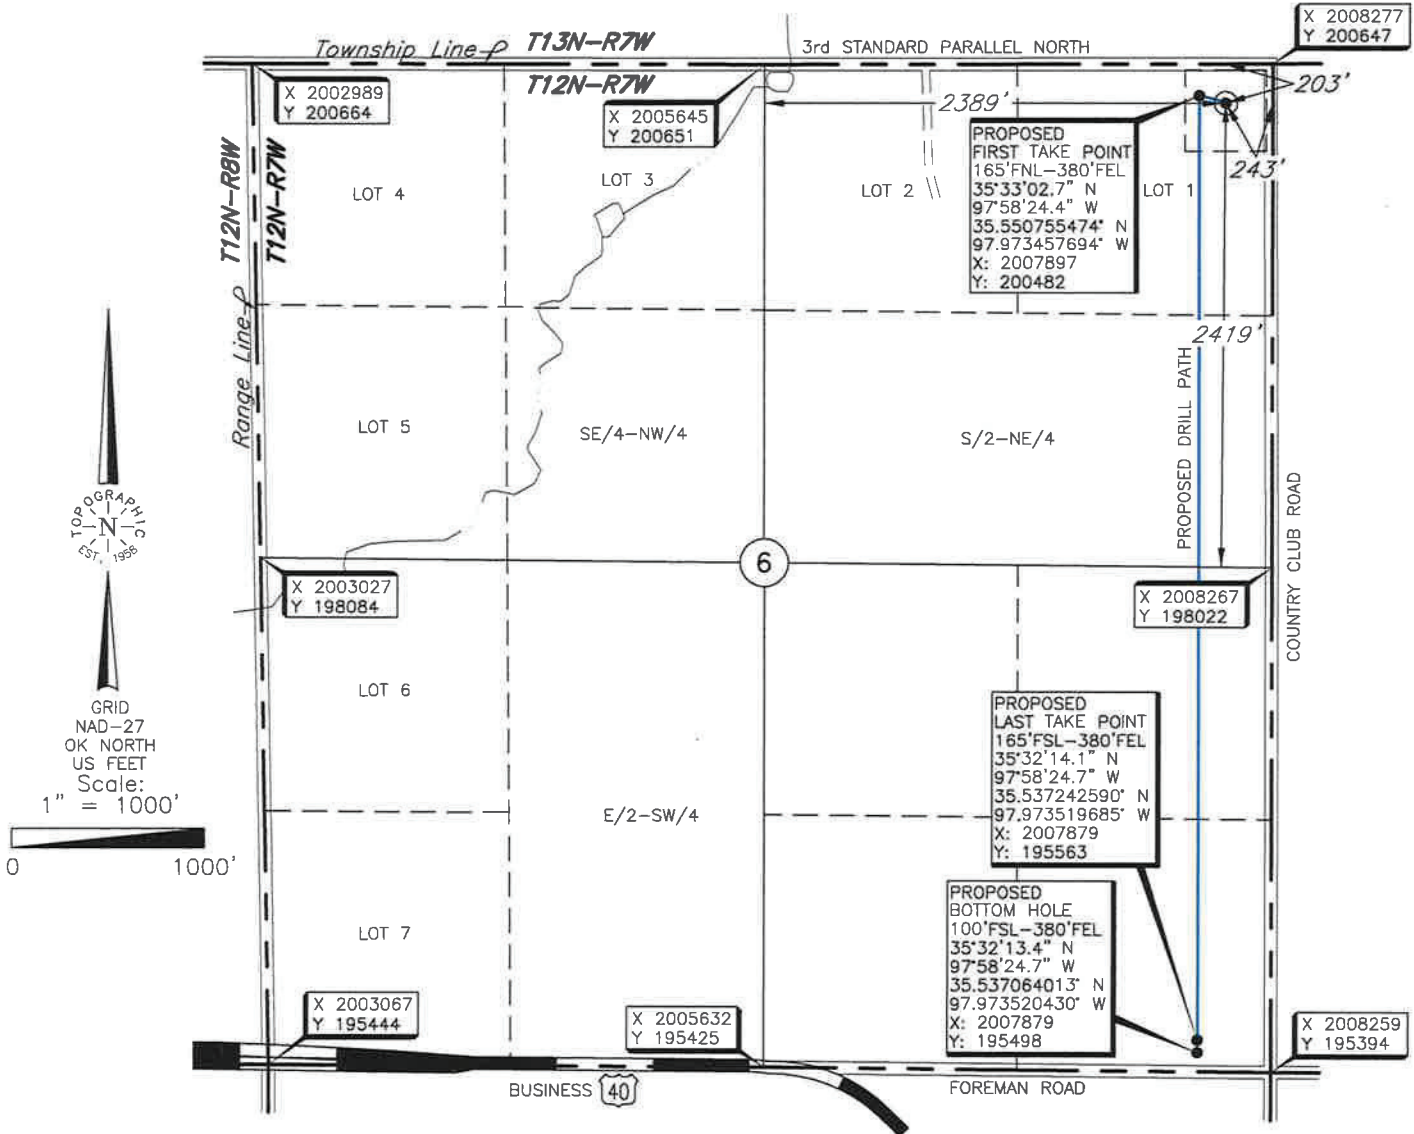 X 2008277
Y 200647
Township Line
T13N-R7W
3rd STANDARD PARALLEL NORTH
T12N-R7W
X 2002989
Y 200664
X 2005645
Y 200651
2389'
203'
243'
PROPOSED
FIRST TAKE POINT
165'FNL-380'FEL
35°33'02.7" N
97°58'24.4" W
35.550755474° N
97.973457694° W
X: 2007897
Y: 200482
T12N-R8W
T12N-R7W
LOT 4
LOT 3
LOT 2
LOT 1
Range Line
2419'
PROPOSED DRILL PATH
LOT 5
SE/4-NW/4
S/2-NE/4
COUNTRY CLUB ROAD
TOPOGRAPHIC
N
EST. 1956
6
X 2003027
Y 198084
X 2008267
Y 198022
GRID
NAD-27
OK NORTH
US FEET
Scale:
1" = 1000'
0 1000'
LOT 6
E/2-SW/4
PROPOSED
LAST TAKE POINT
165'FSL-380'FEL
35°32'14.1" N
97°58'24.7" W
35.537242590° N
97.973519685° W
X: 2007879
Y: 195563
LOT 7
PROPOSED
BOTTOM HOLE
100'FSL-380'FEL
35°32'13.4" N
97°58'24.7" W
35.537064013° N
97.973520430° W
X: 2007879
Y: 195498
X 2003067
Y 195444
X 2005632
Y 195425
X 2008259
Y 195394
BUSINESS 40
FOREMAN ROAD